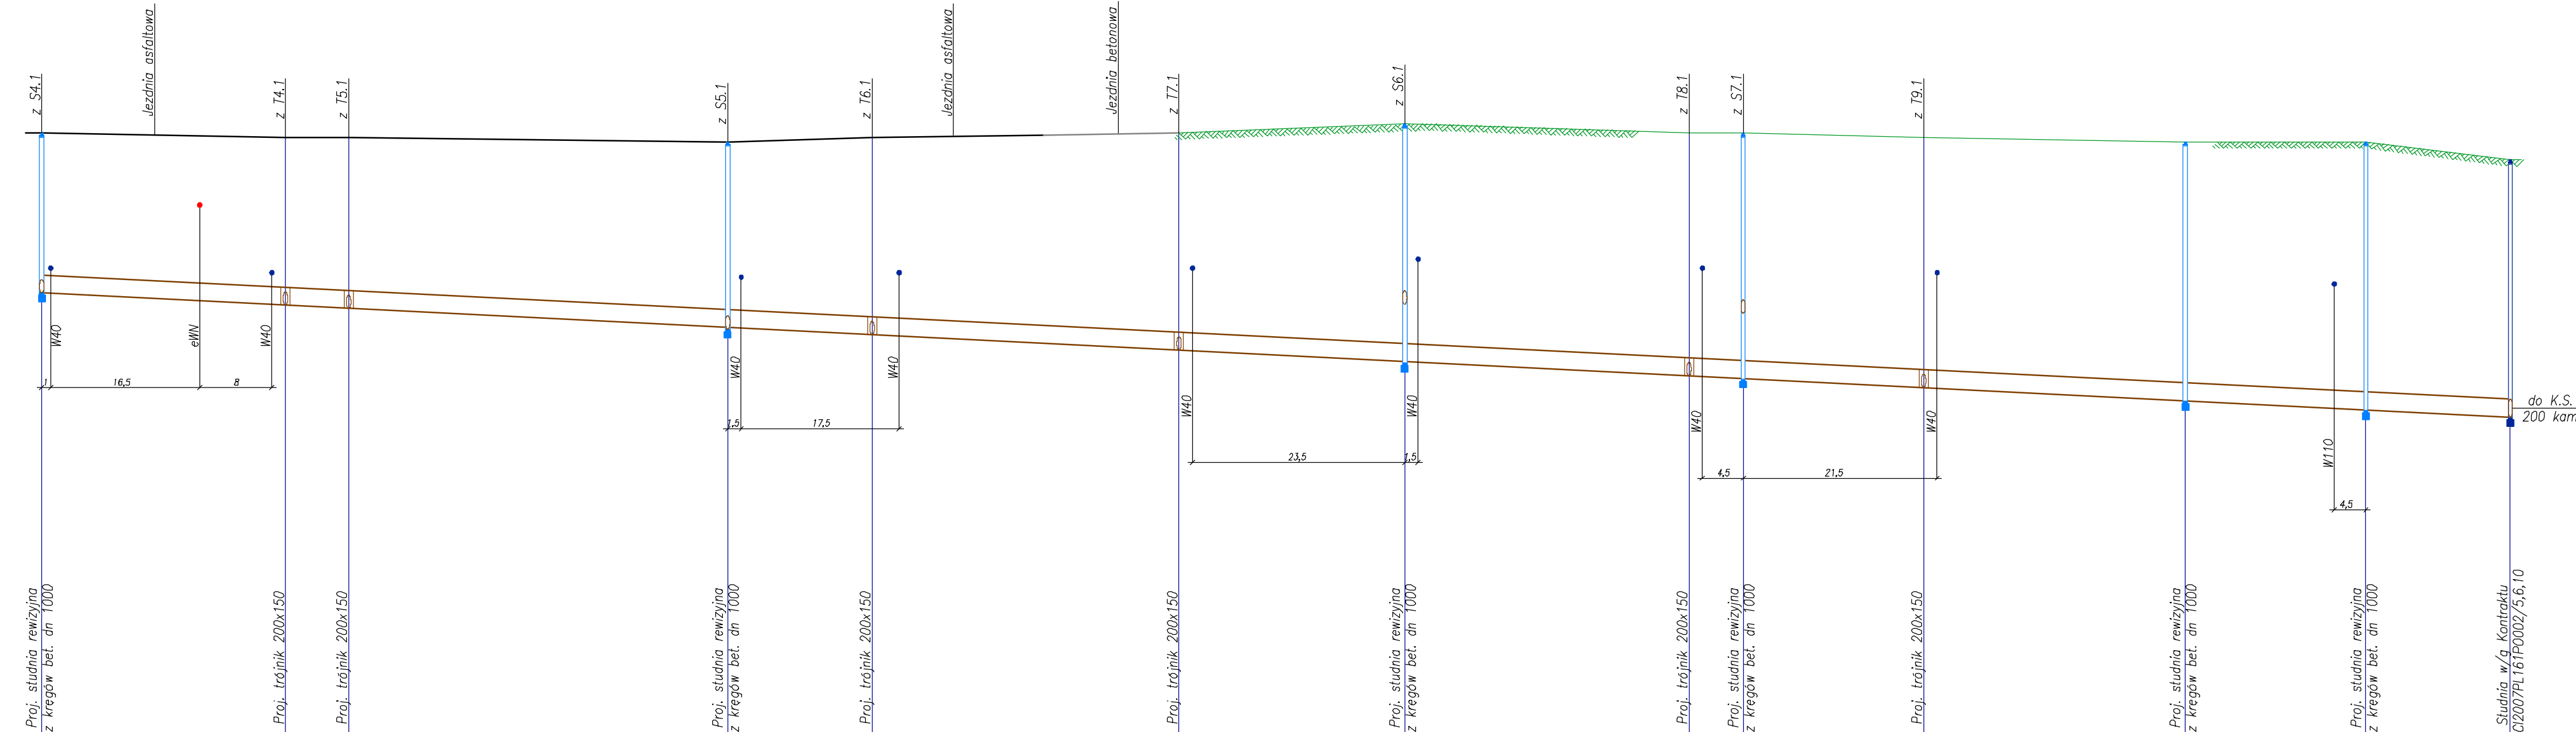 Jezdnia asfaltowa
Jezdnia asfaltowa
Jezdnia betonowa
z S4.1
z T4.1
z T5.1
z S5.1
z T6.1
z T7.1
z S6.1
z T8.1
z S7.1
z T9.1
W40
eWN
W40
W40
W40
W40
W40
W40
W40
W110
1
16,5
8
1,5
17,5
23,5
1,5
4,5
21,5
4,5
do K.S.
200 kam
Proj. studnia rewizyjna
z kręgów bet. dn 1000
Proj. trójnik 200x150
Proj. trójnik 200x150
Proj. studnia rewizyjna
z kręgów bet. dn 1000
Proj. trójnik 200x150
Proj. trójnik 200x150
Proj. studnia rewizyjna
z kręgów bet. dn 1000
Proj. trójnik 200x150
Proj. studnia rewizyjna
z kręgów bet. dn 1000
Proj. trójnik 200x150
Proj. studnia rewizyjna
z kręgów bet. dn 1000
Proj. studnia rewizyjna
z kręgów bet. dn 1000
Studnia w/g Kontraktu
CI2007PL161PO002/5,6,10